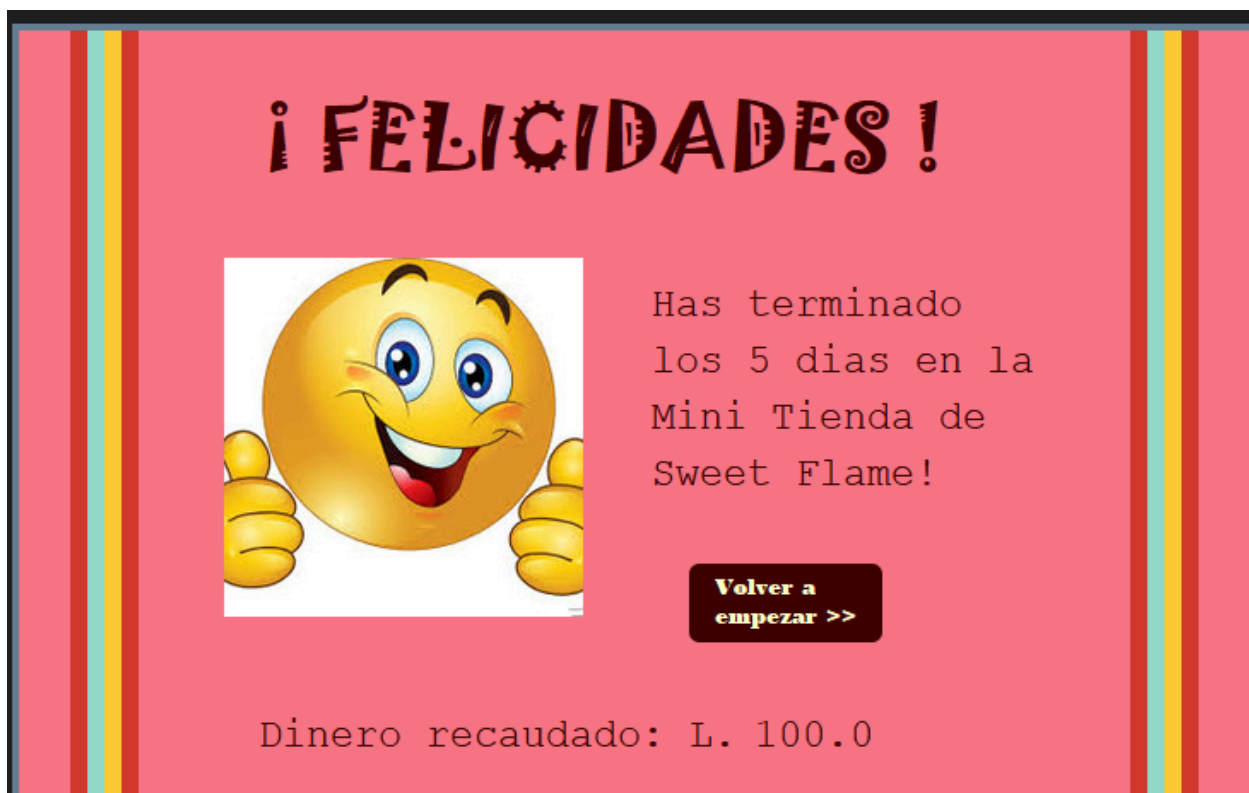 ¡ FELICIDADES !
Has terminado
los 5 dias en la
Mini Tienda de
Sweet Flame!
Volver a
empezar >>
Dinero recaudado: L. 100.0